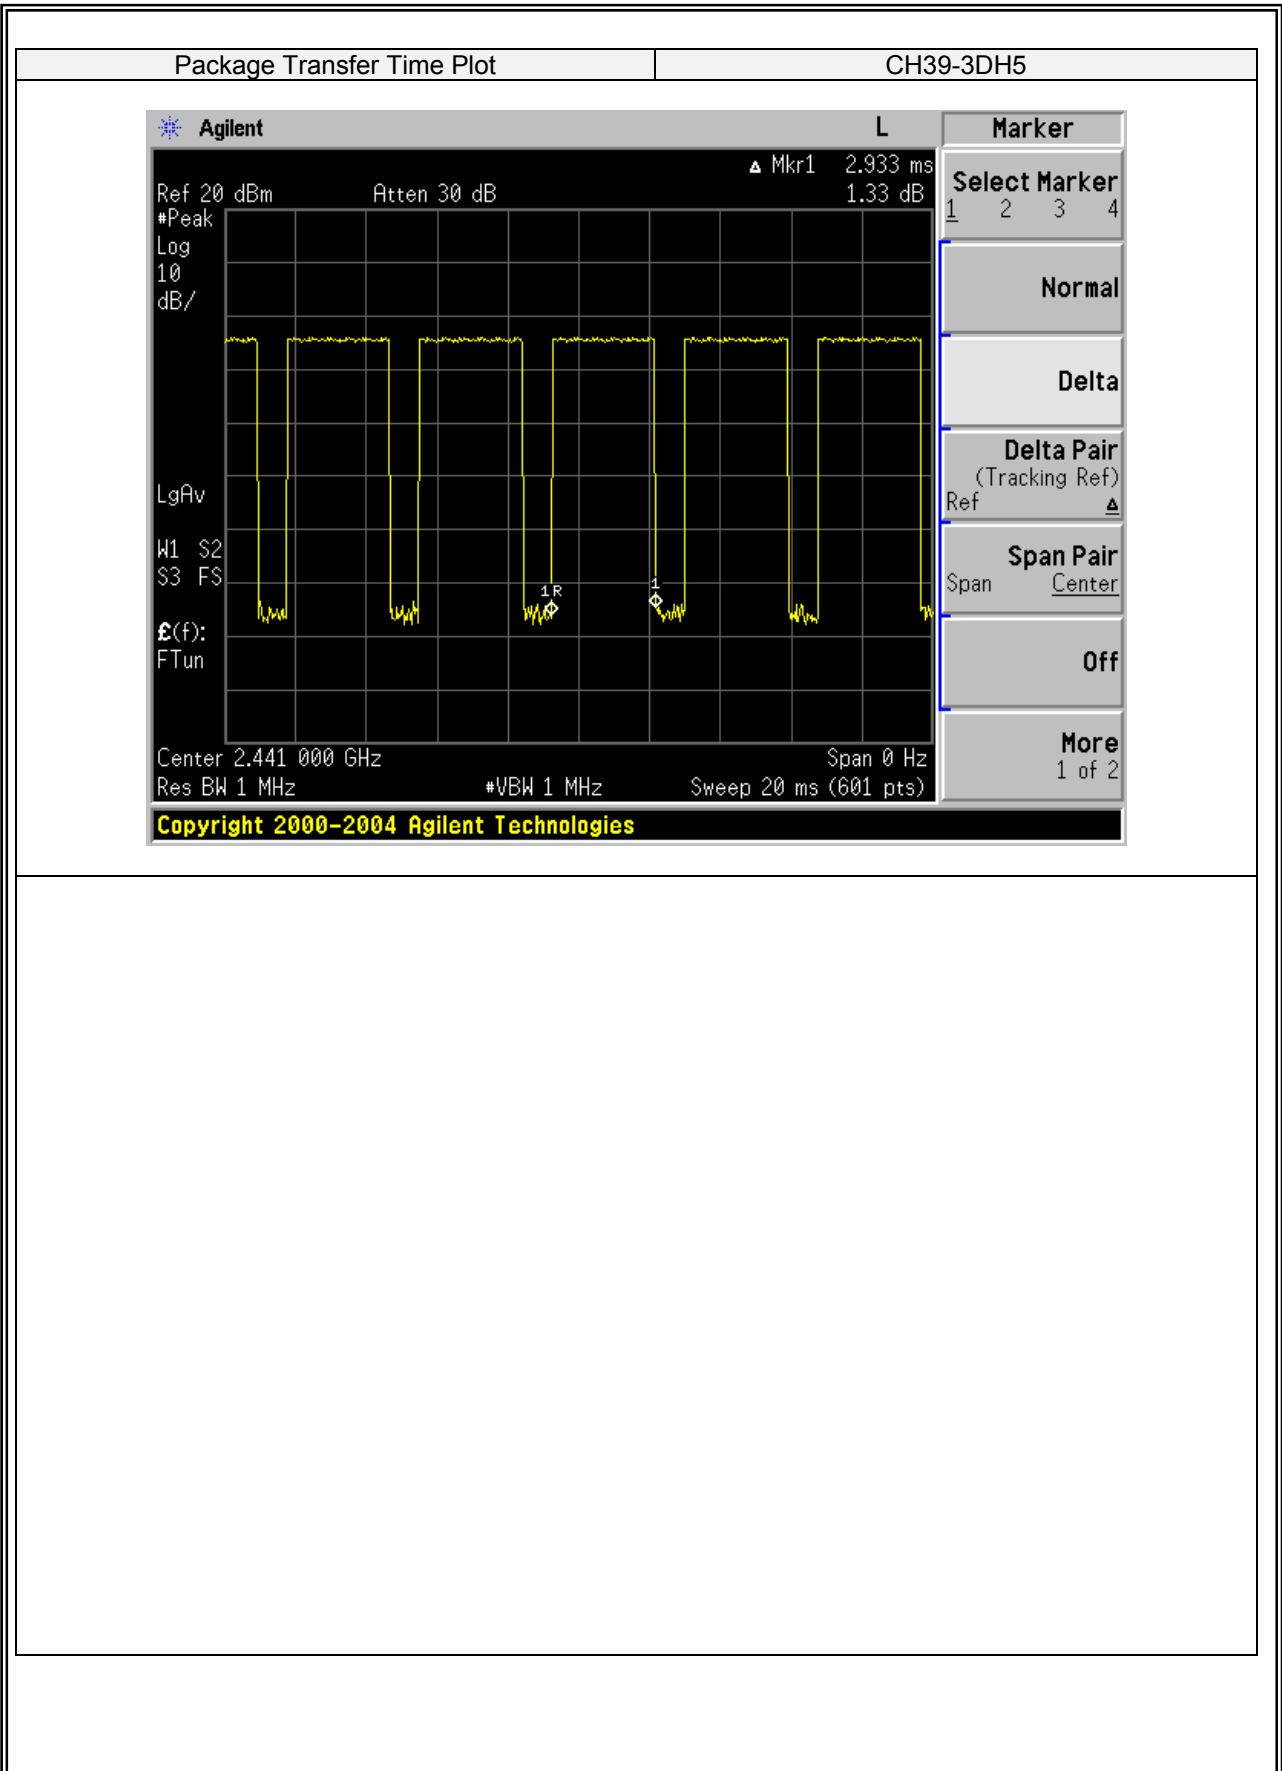 Package Transfer Time Plot CH39-3DH5
Agilent L Marker
Δ Mkr1 2.933 ms
Ref 20 dBm Atten 30 dB 1.33 dB
#Peak
Log
10
dB/
LgAv
W1 S2
S3 FS
£(f):
FTun
1R
1
Center 2.441 000 GHz Span 0 Hz
Res BW 1 MHz #VBW 1 MHz Sweep 20 ms (601 pts)
Copyright 2000-2004 Agilent Technologies
Select Marker
1 2 3 4
Normal
Delta
Delta Pair
(Tracking Ref)
Ref Δ
Span Pair
Span Center
Off
More
1 of 2